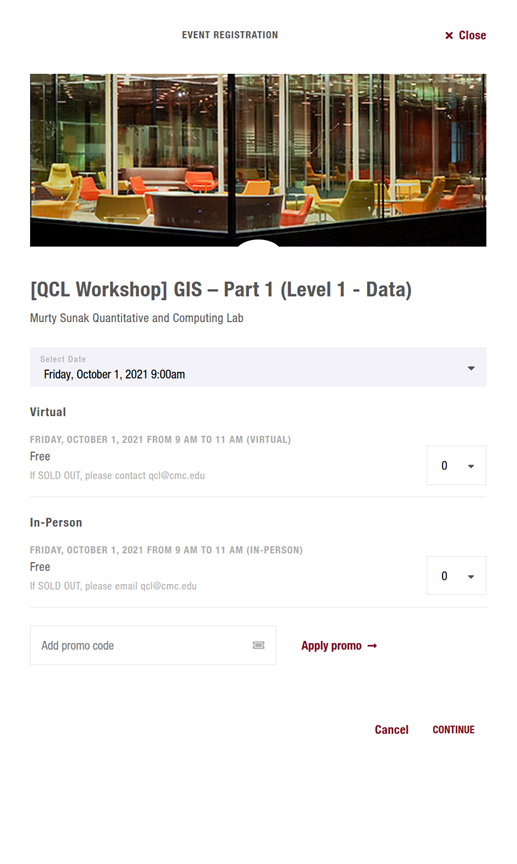 EVENT REGISTRATION
× Close
[QCL Workshop] GIS – Part 1 (Level 1 - Data)
Murty Sunak Quantitative and Computing Lab
Select Date
Friday, October 1, 2021 9:00am
Virtual
FRIDAY, OCTOBER 1, 2021 FROM 9 AM TO 11 AM (VIRTUAL)
Free
If SOLD OUT, please contact qcl@cmc.edu
0
In-Person
FRIDAY, OCTOBER 1, 2021 FROM 9 AM TO 11 AM (IN-PERSON)
Free
If SOLD OUT, please email qcl@cmc.edu
0
Add promo code
Apply promo →
Cancel
CONTINUE